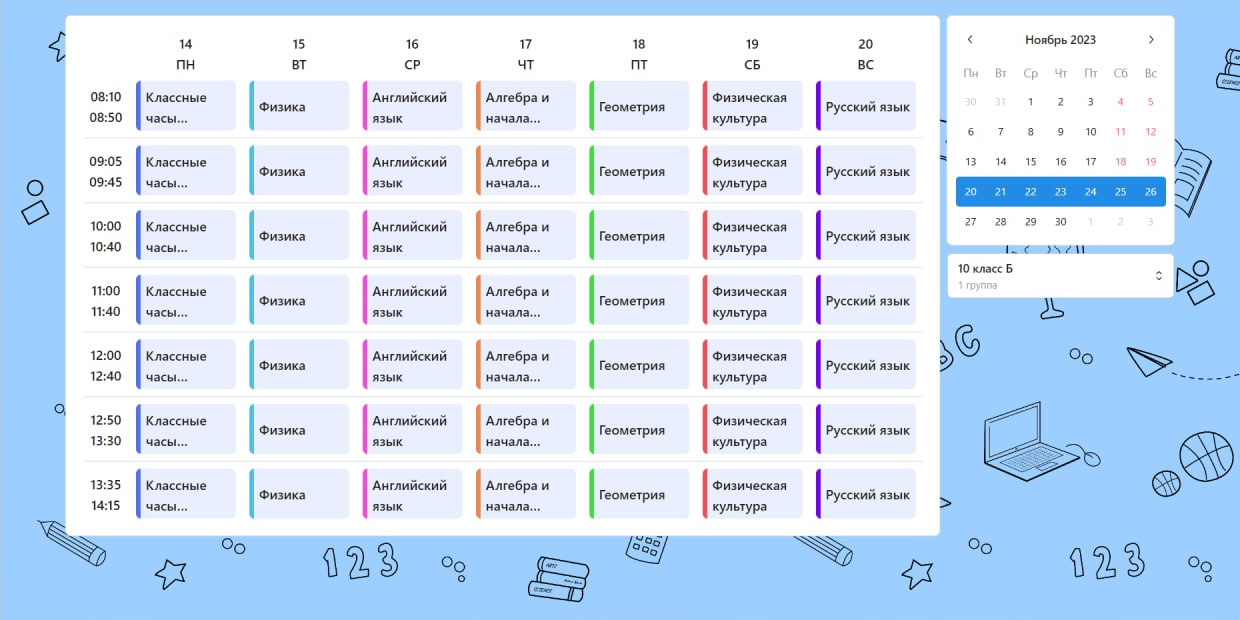 14 15 16 17 18 19 20
ПН ВТ СР ЧТ ПТ СБ ВС
08:10
08:50
Классные
часы...
Физика
Английский
язык
Алгебра и
начала...
Геометрия
Физическая
культура
Русский язык
09:05
09:45
Классные
часы...
Физика
Английский
язык
Алгебра и
начала...
Геометрия
Физическая
культура
Русский язык
10:00
10:40
Классные
часы...
Физика
Английский
язык
Алгебра и
начала...
Геометрия
Физическая
культура
Русский язык
11:00
11:40
Классные
часы...
Физика
Английский
язык
Алгебра и
начала...
Геометрия
Физическая
культура
Русский язык
12:00
12:40
Классные
часы...
Физика
Английский
язык
Алгебра и
начала...
Геометрия
Физическая
культура
Русский язык
12:50
13:30
Классные
часы...
Физика
Английский
язык
Алгебра и
начала...
Геометрия
Физическая
культура
Русский язык
13:35
14:15
Классные
часы...
Физика
Английский
язык
Алгебра и
начала...
Геометрия
Физическая
культура
Русский язык
Ноябрь 2023
Пн Вт Ср Чт Пт Сб Вс
30 31 1 2 3 4 5
6 7 8 9 10 11 12
13 14 15 16 17 18 19
20 21 22 23 24 25 26
27 28 29 30 1 2 3
10 класс Б
1 группа
1 2 3
1 2 3